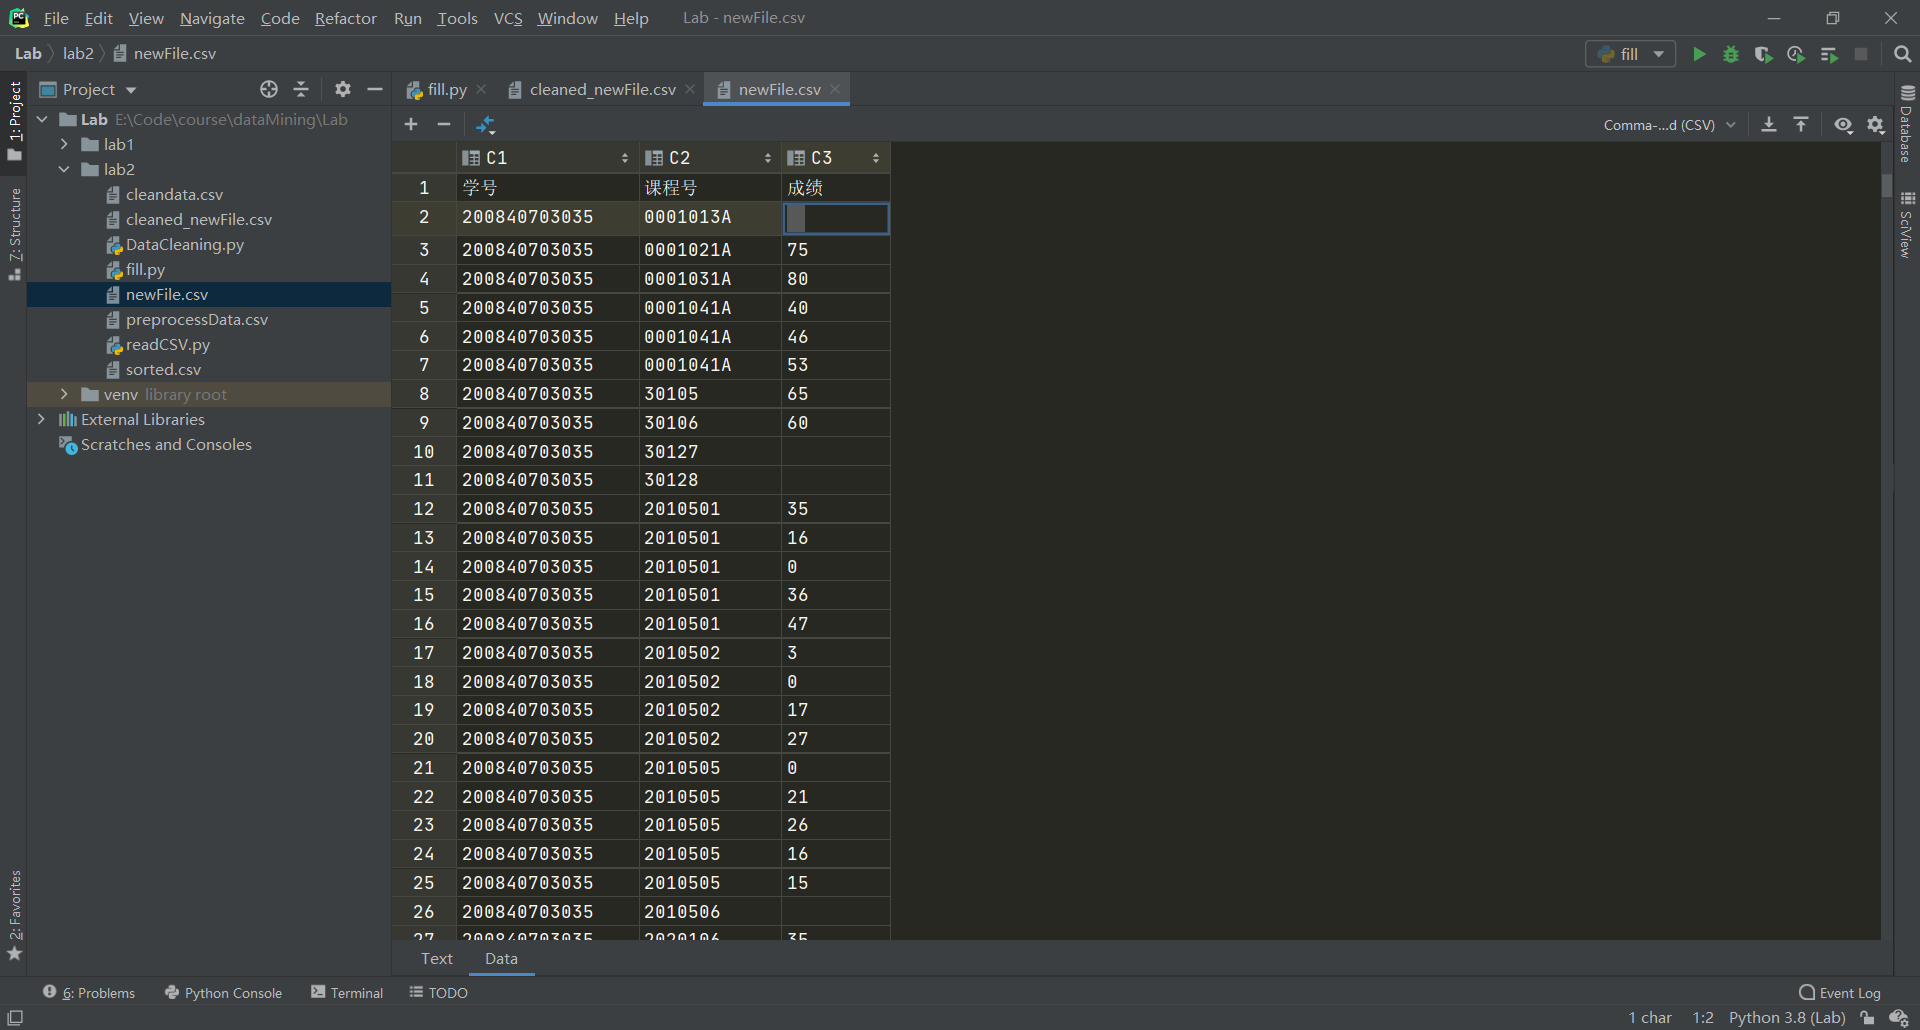 File Edit View Navigate Code Refactor Run Tools VCS Window Help Lab - newFile.csv
Lab lab2 newFile.csv fill
1: Project
7: Structure
2: Favorites
Project
Lab E:\Code\course\dataMining\Lab
lab1
lab2
cleandata.csv
cleaned_newFile.csv
DataCleaning.py
fill.py
newFile.csv
preprocessData.csv
readCSV.py
sorted.csv
venv library root
External Libraries
Scratches and Consoles
fill.py cleaned_newFile.csv newFile.csv
Comma-...d (CSV)
C1 C2 C3
1 学号 课程号 成绩
2 200840703035 0001013A
3 200840703035 0001021A 75
4 200840703035 0001031A 80
5 200840703035 0001041A 40
6 200840703035 0001041A 46
7 200840703035 0001041A 53
8 200840703035 30105 65
9 200840703035 30106 60
10 200840703035 30127
11 200840703035 30128
12 200840703035 2010501 35
13 200840703035 2010501 16
14 200840703035 2010501 0
15 200840703035 2010501 36
16 200840703035 2010501 47
17 200840703035 2010502 3
18 200840703035 2010502 0
19 200840703035 2010502 17
20 200840703035 2010502 27
21 200840703035 2010505 0
22 200840703035 2010505 21
23 200840703035 2010505 26
24 200840703035 2010505 16
25 200840703035 2010505 15
26 200840703035 2010506
27 200840703035 2020106 35
Text Data
Database
SciView
6: Problems Python Console Terminal TODO Event Log
1 char 1:2 Python 3.8 (Lab)